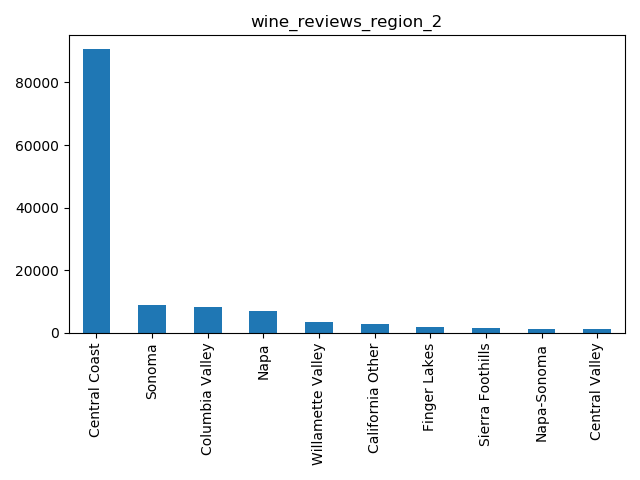 wine_reviews_region_2
80000
60000
40000
20000
0
Central Coast
Sonoma
Columbia Valley
Napa
Willamette Valley
California Other
Finger Lakes
Sierra Foothills
Napa-Sonoma
Central Valley